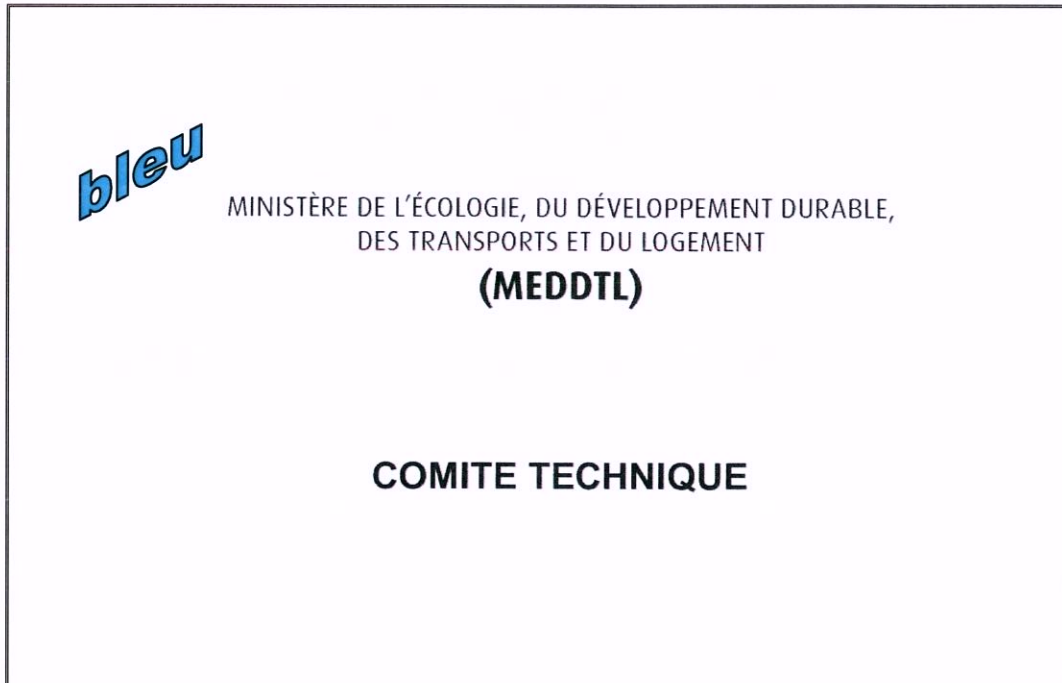 bleu
MINISTÈRE DE L'ÉCOLOGIE, DU DÉVELOPPEMENT DURABLE,
DES TRANSPORTS ET DU LOGEMENT
(MEDDTL)
COMITE TECHNIQUE